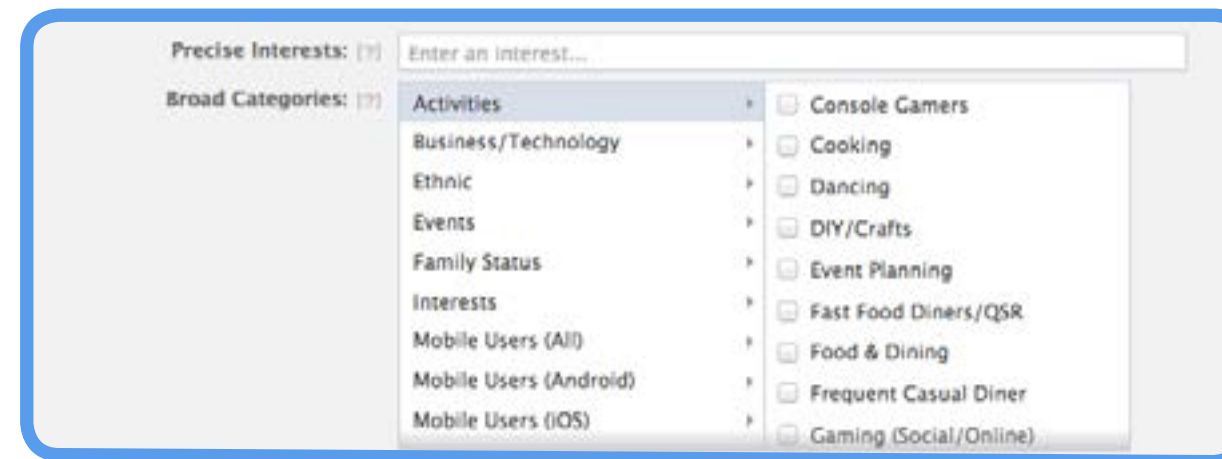 Precise Interests: [?] Enter an interest...
Broad Categories: [?]
Activities
Business/Technology
Ethnic
Events
Family Status
Interests
Mobile Users (All)
Mobile Users (Android)
Mobile Users (iOS)
Console Gamers
Cooking
Dancing
DIY/Crafts
Event Planning
Fast Food Diners/QSR
Food & Dining
Frequent Casual Diner
Gaming (Social/Online)